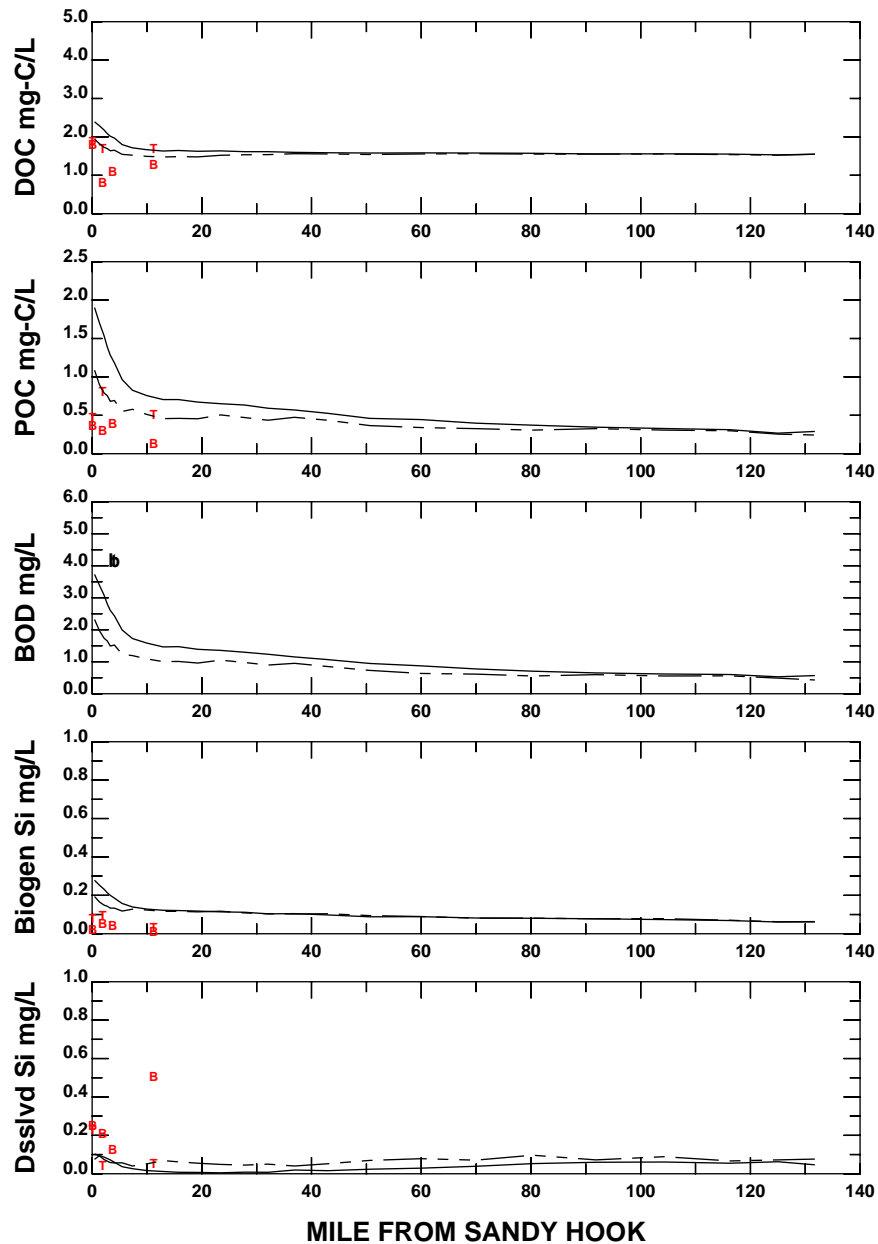 DOC mg-C/L
5.0
4.0
3.0
2.0
1.0
0.0
T
B
T
B
B
T
B
0 20 40 60 80 100 120 140
POC mg-C/L
2.5
2.0
1.5
1.0
0.5
0.0
T
B
T
B
B
T
B
0 20 40 60 80 100 120 140
BOD mg/L
6.0
5.0
4.0
3.0
2.0
1.0
0.0
0 20 40 60 80 100 120 140
Biogen Si mg/L
1.0
0.8
0.6
0.4
0.2
0.0
T
B
T
B
B
T
B
0 20 40 60 80 100 120 140
Dsslvd Si mg/L
1.0
0.8
0.6
0.4
0.2
0.0
B
T
B
T
B
B
T
0 20 40 60 80 100 120 140
MILE FROM SANDY HOOK